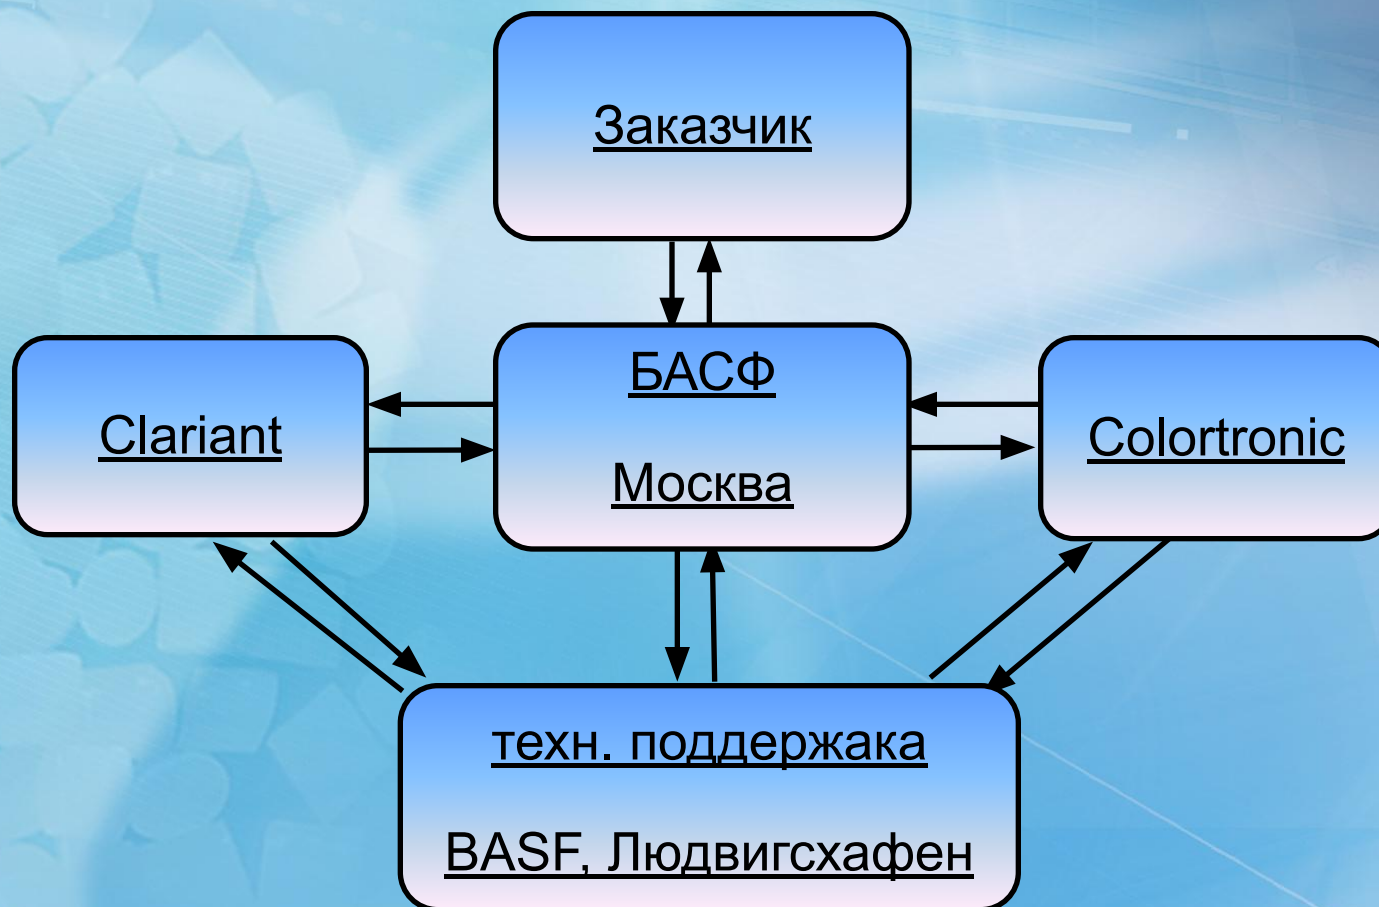 Заказчик
БАСФ
Москва
Clariant
Colortronic
техн. поддержака
BASF, Людвигсхафен